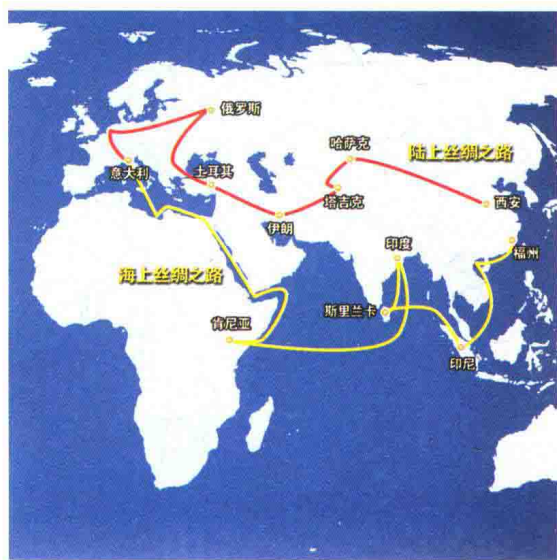 俄罗斯
哈萨克
陆上丝绸之路
意大利
土耳其
塔吉克
西安
伊朗
印度
福州
海上丝绸之路
斯里兰卡
肯尼亚
印尼